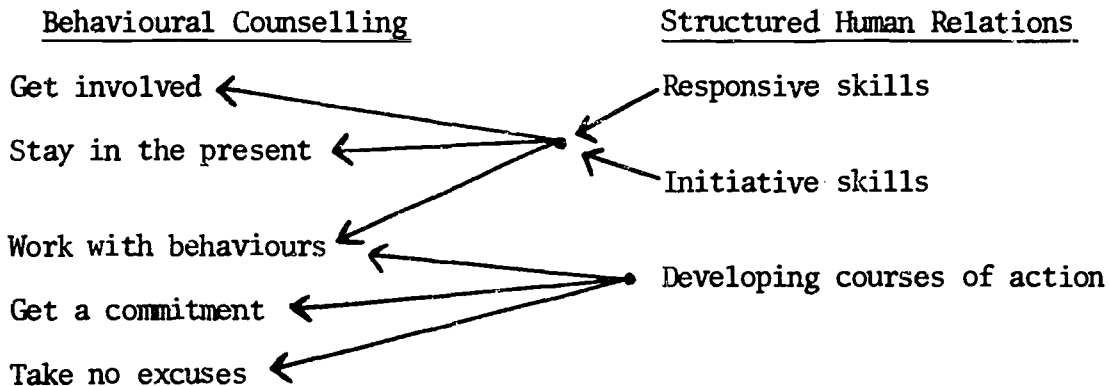 Behavioural Counselling
Structured Human Relations
Get involved
Responsive skills
Stay in the present
Initiative skills
Work with behaviours
Developing courses of action
Get a commitment
Take no excuses